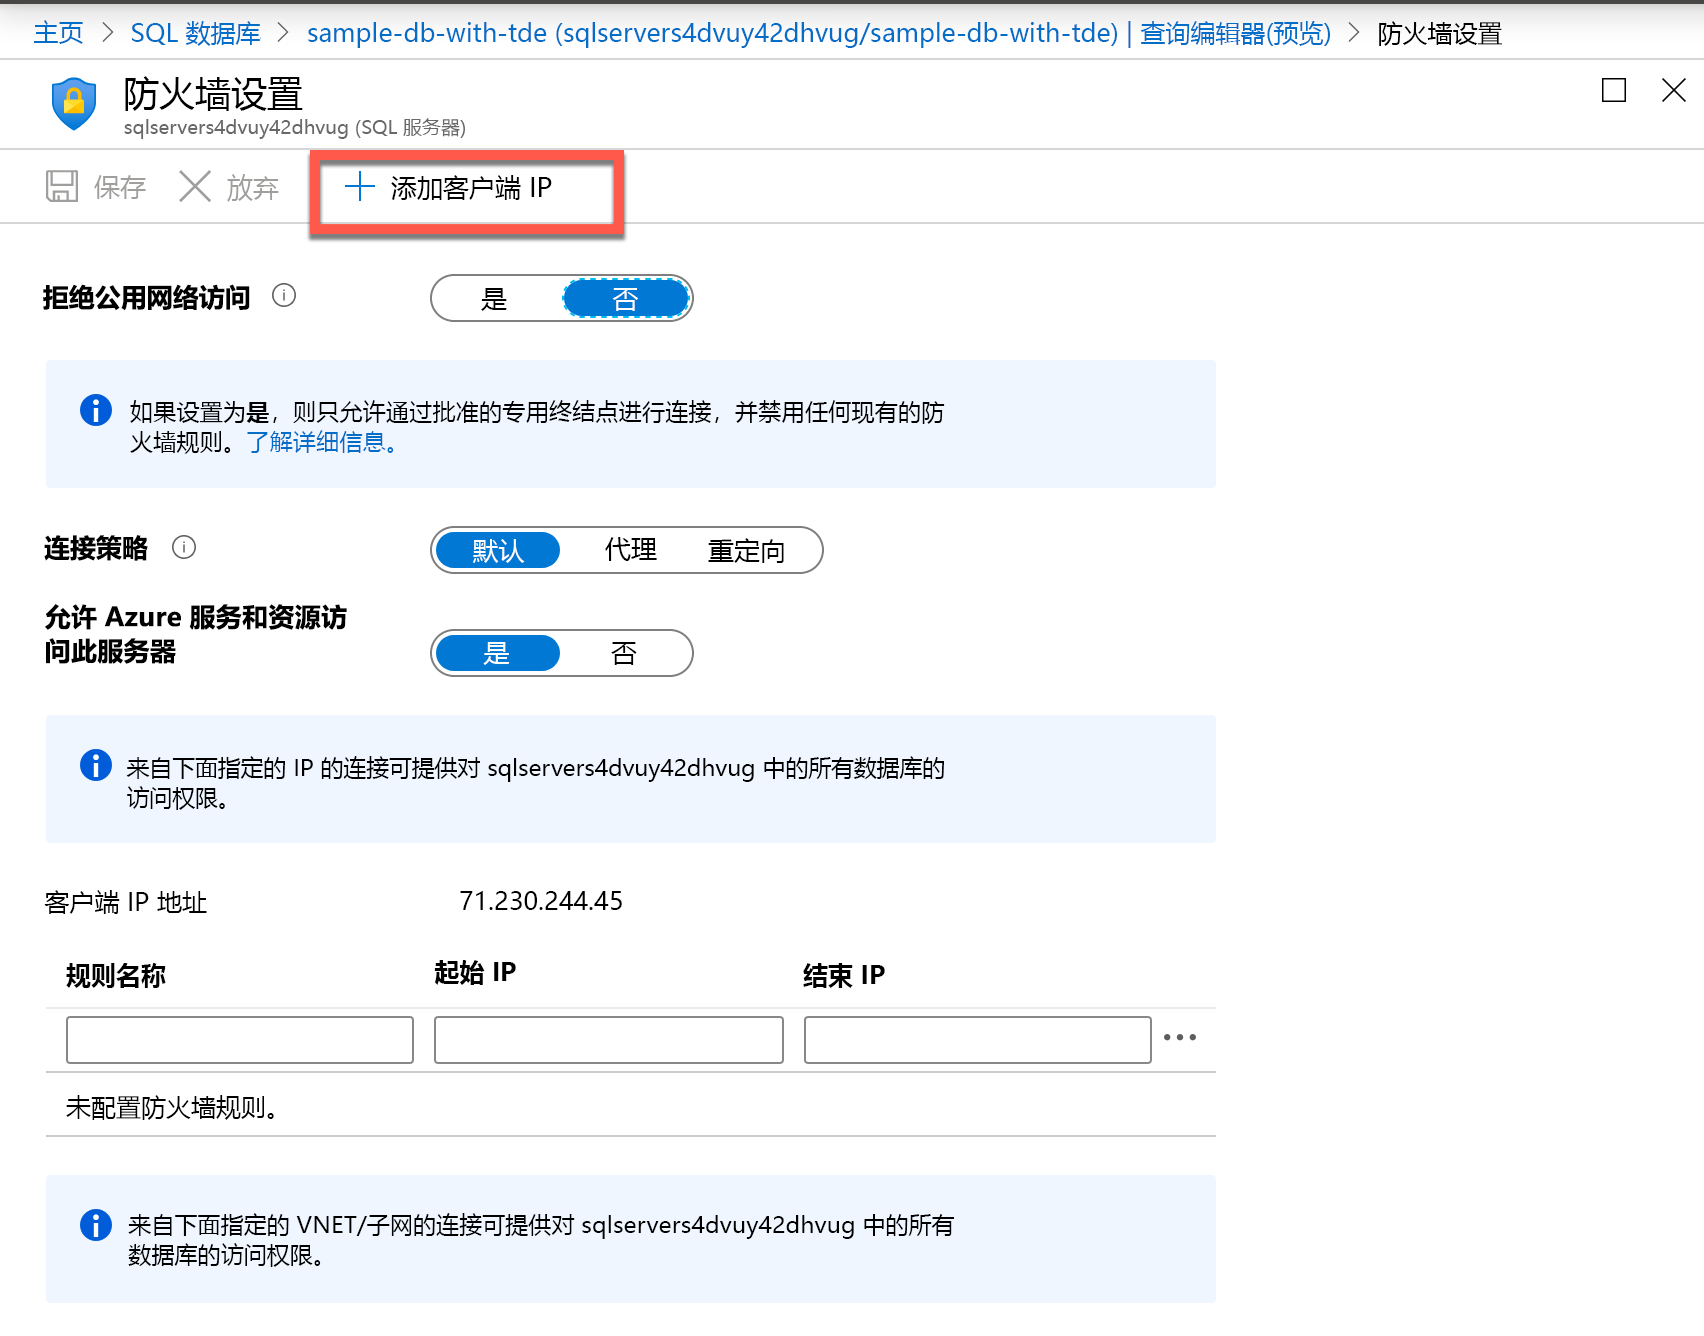 主页 > SQL 数据库 > sample-db-with-tde (sqlservers4dvuy42dhvug/sample-db-with-tde) | 查询编辑器(预览) > 防火墙设置
防火墙设置
sqlservers4dvuy42dhvug (SQL 服务器)
保存 放弃 添加客户端 IP
拒绝公用网络访问 是 否
如果设置为是，则只允许通过批准的专用终结点进行连接，并禁用任何现有的防
火墙规则。了解详细信息。
连接策略 默认 代理 重定向
允许 Azure 服务和资源访
问此服务器 是 否
来自下面指定的 IP 的连接可提供对 sqlservers4dvuy42dhvug 中的所有数据库的
访问权限。
客户端 IP 地址 71.230.244.45
规则名称 起始 IP 结束 IP
未配置防火墙规则。
来自下面指定的 VNET/子网的连接可提供对 sqlservers4dvuy42dhvug 中的所有
数据库的访问权限。